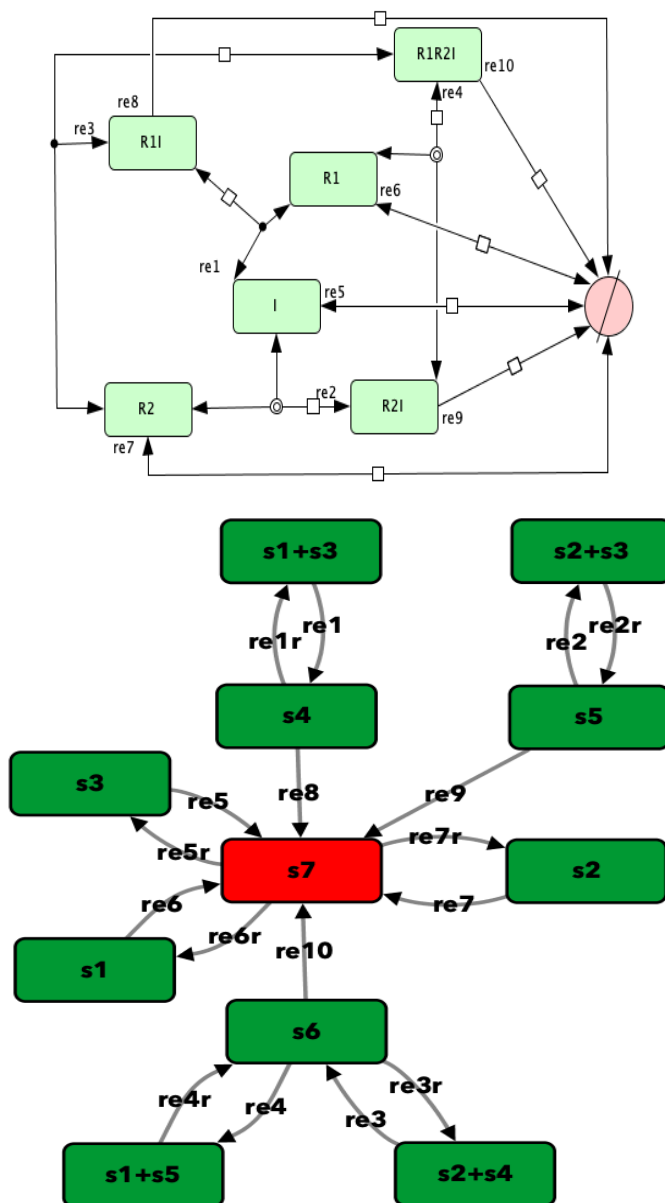 R1R2I
re10
re8
re4
re3
R1I
R1
re6
re1
I
re5
R2
re2
R2I
re7
re9
s1+s3
s2+s3
re1r
re1
re2
re2r
s4
s5
s3
re5
re8
re9
re5r
s7
re7r
s2
re6
re6r
re7
s1
re10
s6
re4r
re4
re3
re3r
s1+s5
s2+s4